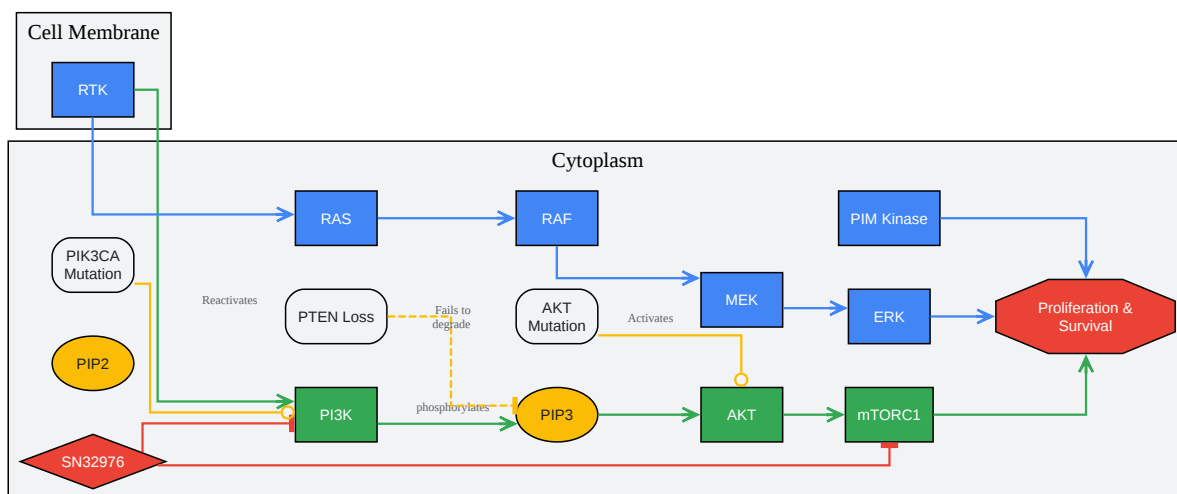 Cell Membrane
RTK
Cytoplasm
RAS
RAF
PIM Kinase
PIK3CA
Mutation
Reactivates
PTEN Loss
Fails to
degrade
AKT
Mutation
Activates
MEK
ERK
Proliferation &
Survival
PIP2
PI3K
phosphorylates
PIP3
AKT
mTORC1
SN32976